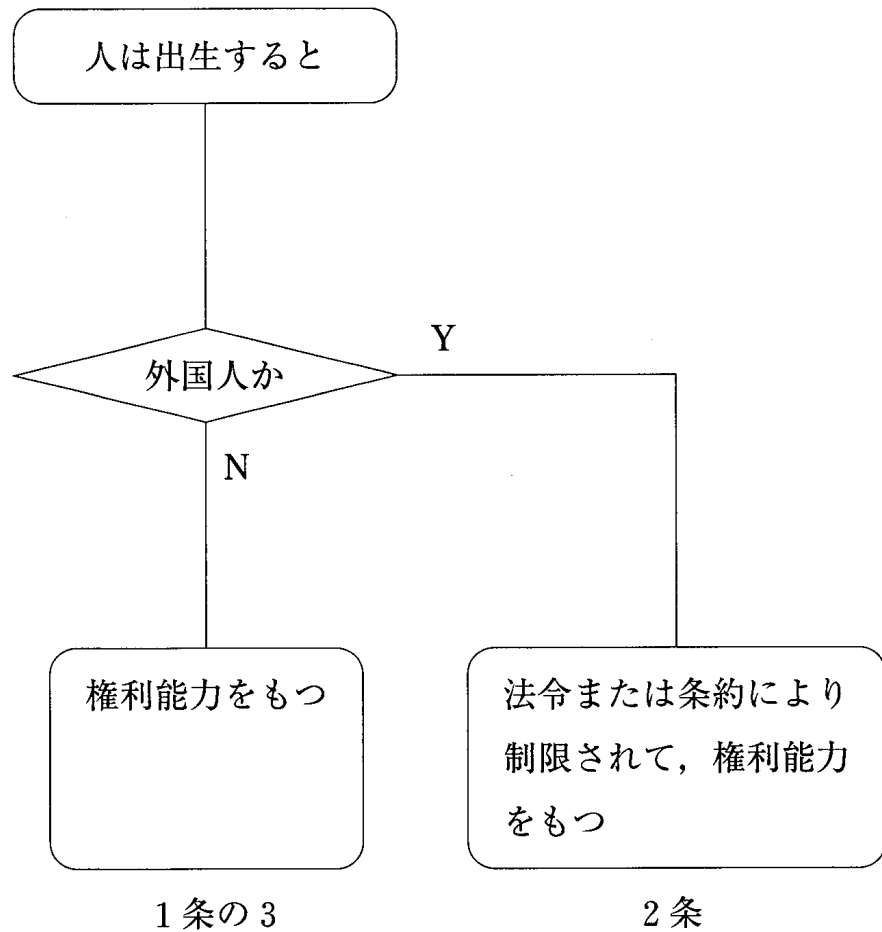 人は出生すると
外国人か
Y
N
権利能力をもつ
法令または条約により
制限されて，権利能力
をもつ
1条の3
2条